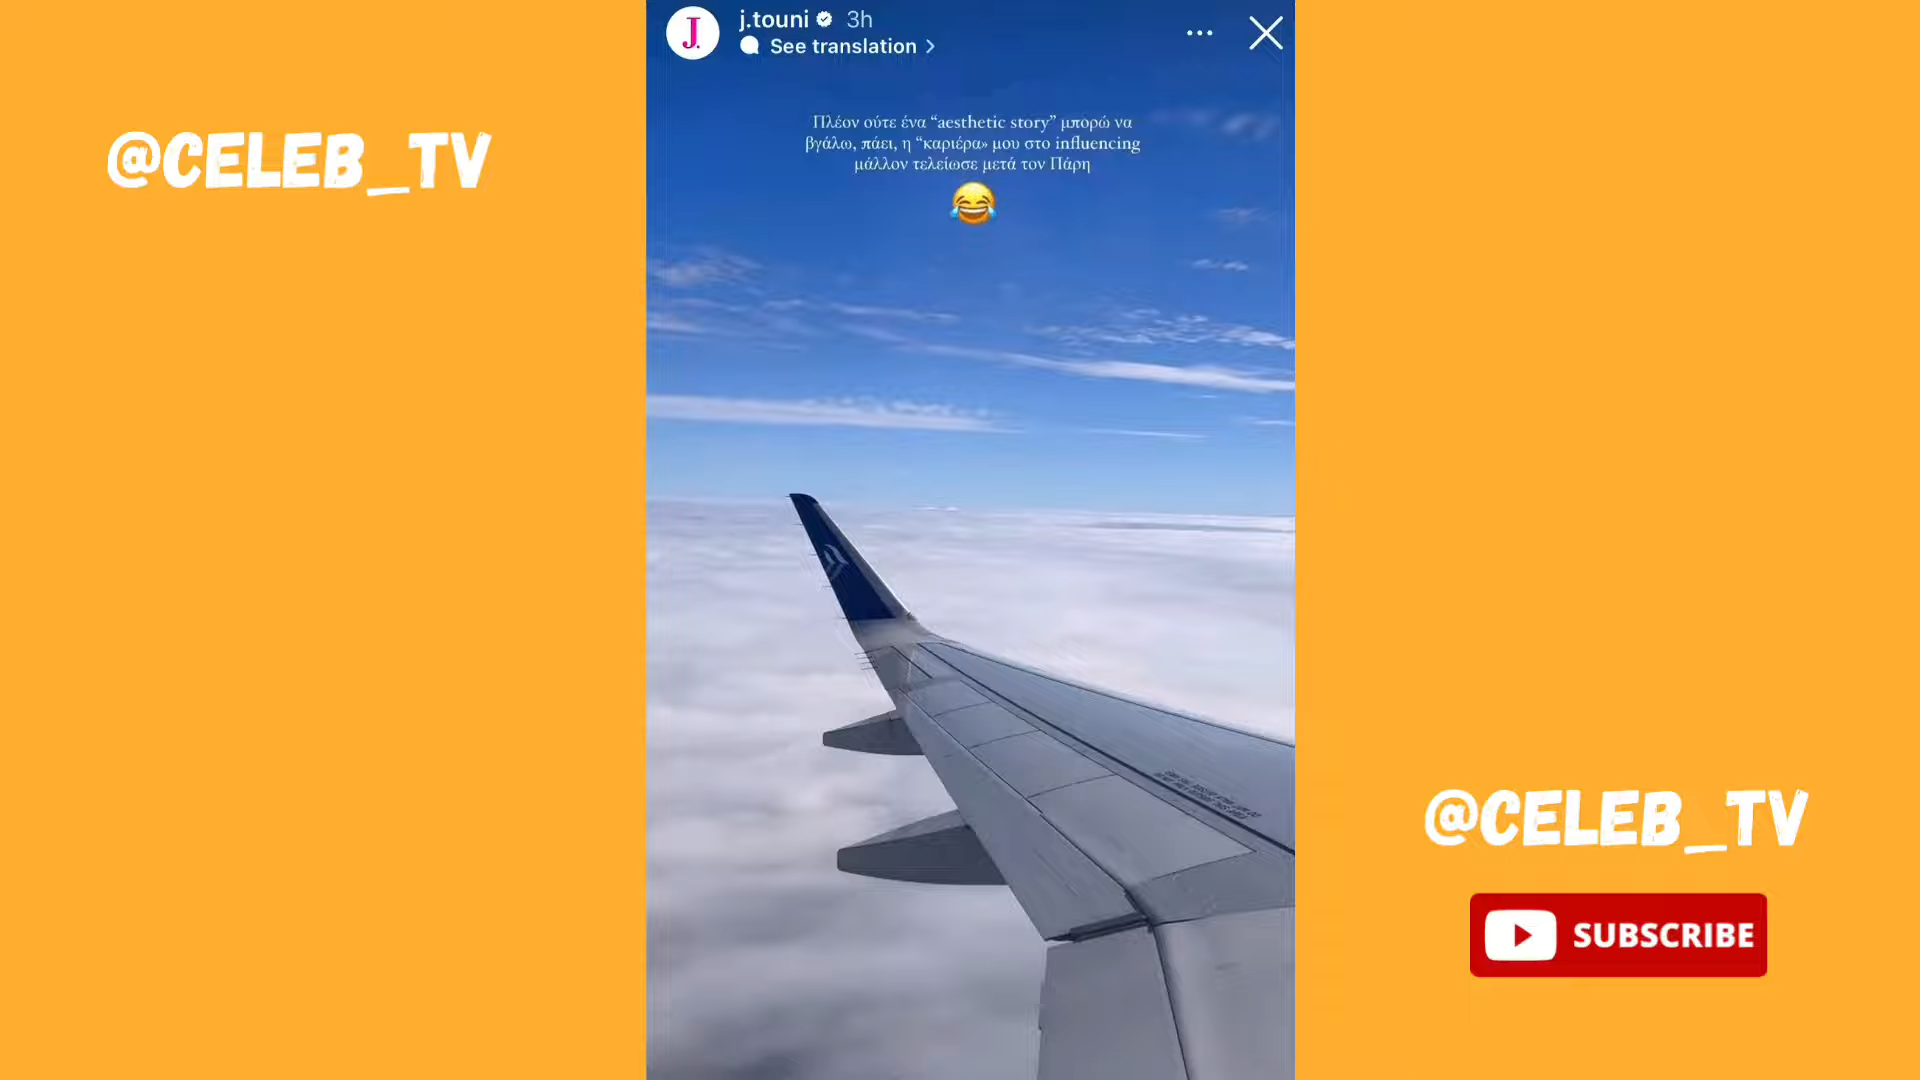 @CELEB_TV
J.
j.touni 3h
See translation
Πλέον ούτε ένα “aesthetic story” μπορώ να
βγάλω, πάει, η “καριέρα» μου στο influencing
μάλλον τελείωσε μετά τον Πάρη
@CELEB_TV
SUBSCRIBE